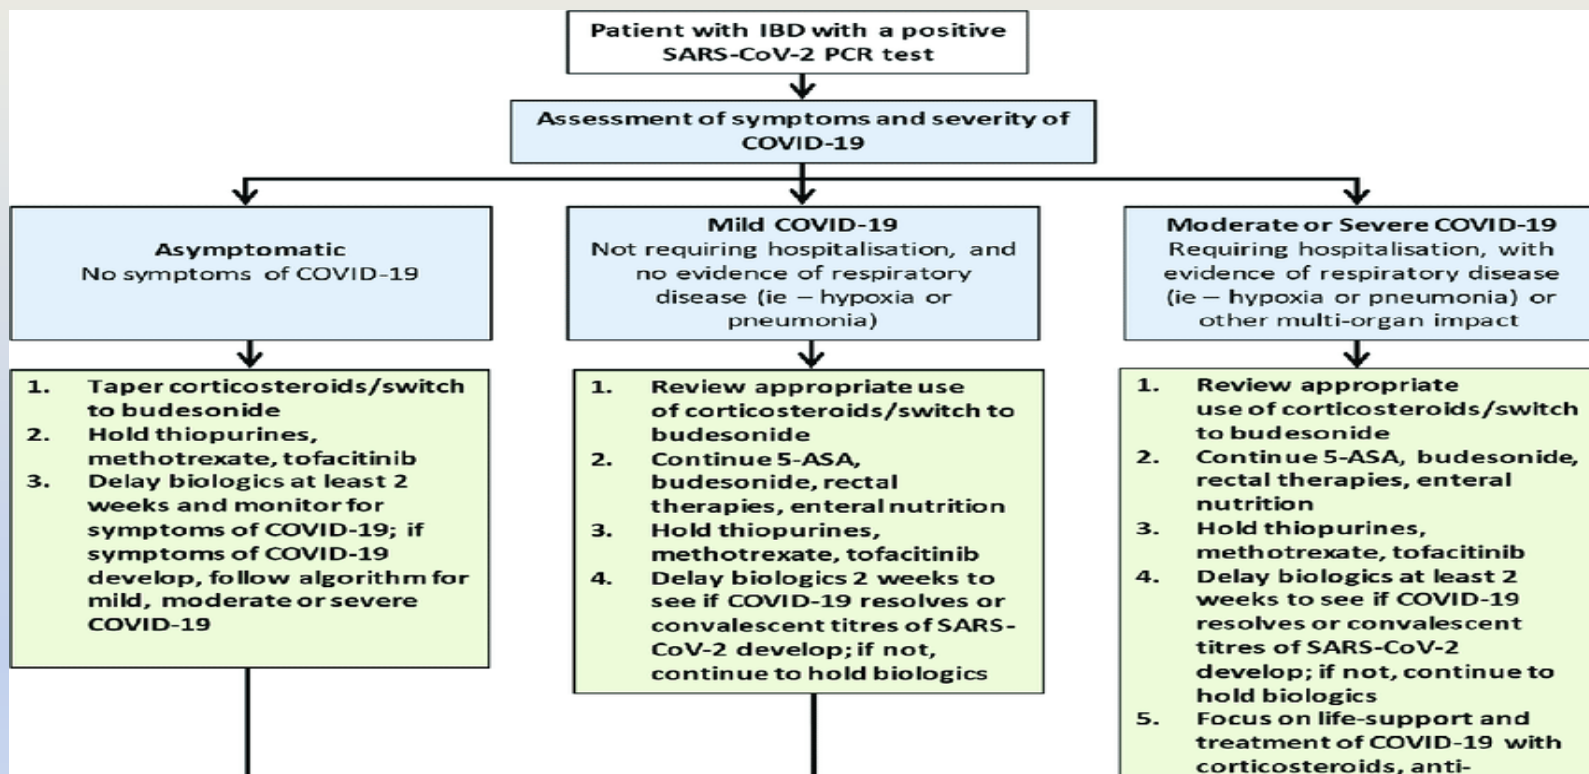 Patient with IBD with a positive
SARS-CoV-2 PCR test
Assessment of symptoms and severity of
COVID-19
Asymptomatic
No symptoms of COVID-19
Mild COVID-19
Not requiring hospitalisation, and
no evidence of respiratory
disease (ie – hypoxia or
pneumonia)
Moderate or Severe COVID-19
Requiring hospitalisation, with
evidence of respiratory disease
(ie – hypoxia or pneumonia) or
other multi-organ impact
1. Taper corticosteroids/switch
to budesonide
2. Hold thiopurines,
methotrexate, tofacitinib
3. Delay biologics at least 2
weeks and monitor for
symptoms of COVID-19; if
symptoms of COVID-19
develop, follow algorithm for
mild, moderate or severe
COVID-19
1. Review appropriate use
of corticosteroids/switch to
budesonide
2. Continue 5-ASA,
budesonide, rectal
therapies, enteral nutrition
3. Hold thiopurines,
methotrexate, tofacitinib
4. Delay biologics 2 weeks to
see if COVID-19 resolves or
convalescent titres of SARS-
CoV-2 develop; if not,
continue to hold biologics
1. Review appropriate
use of corticosteroids/switch
to budesonide
2. Continue 5-ASA, budesonide,
rectal therapies, enteral
nutrition
3. Hold thiopurines,
methotrexate, tofacitinib
4. Delay biologics at least 2
weeks to see if COVID-19
resolves or convalescent
titres of SARS-CoV-2
develop; if not, continue to
hold biologics
5. Focus on life-support and
treatment of COVID-19 with
corticosteroids, anti-